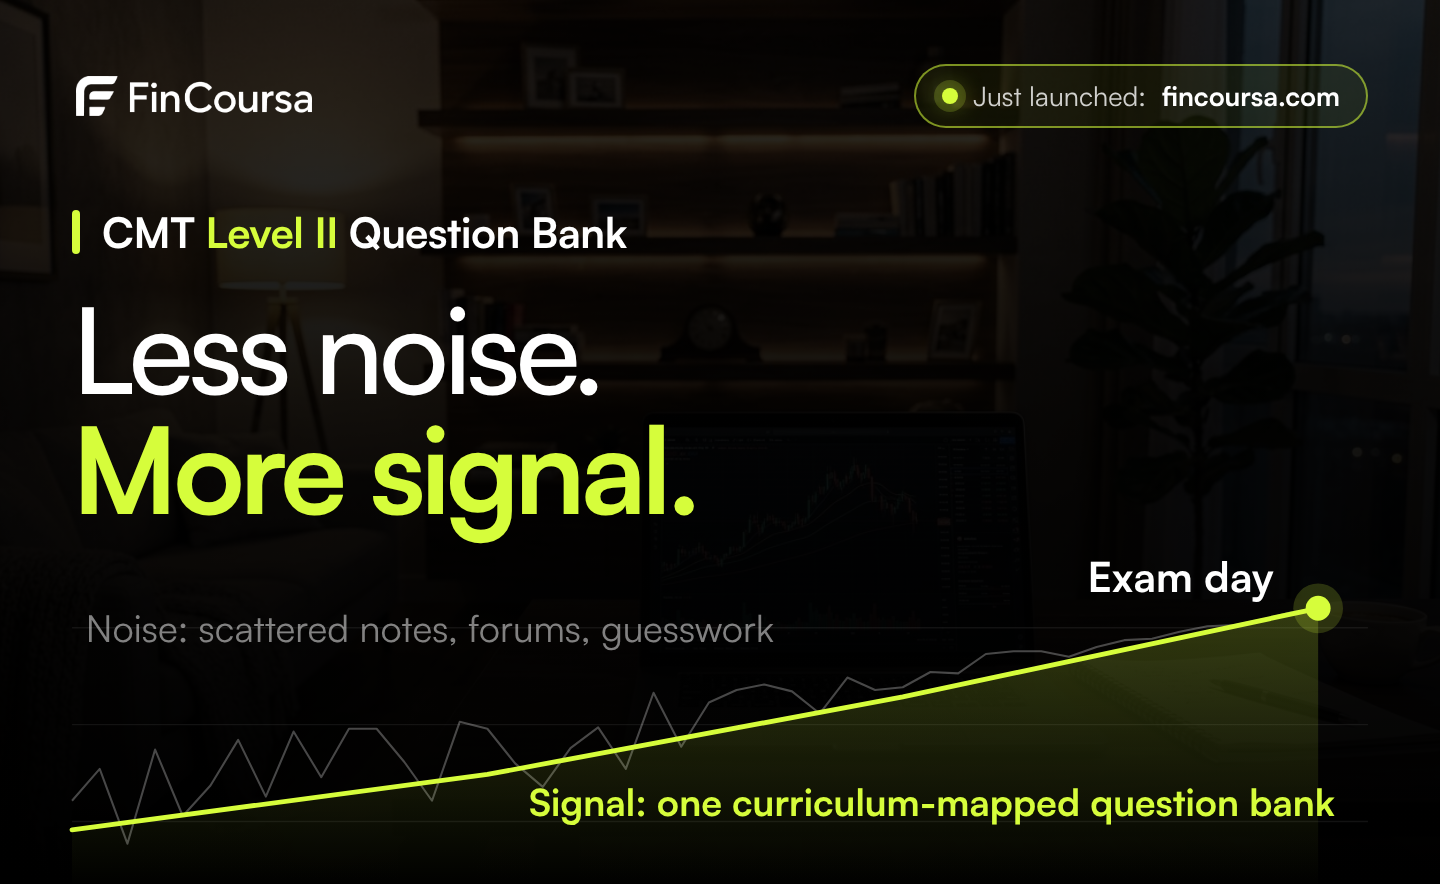 FinCoursa
Just launched: fincoursa.com
CMT Level II Question Bank
Less noise.
More signal.
Exam day
Noise: scattered notes, forums, guesswork
Signal: one curriculum-mapped question bank